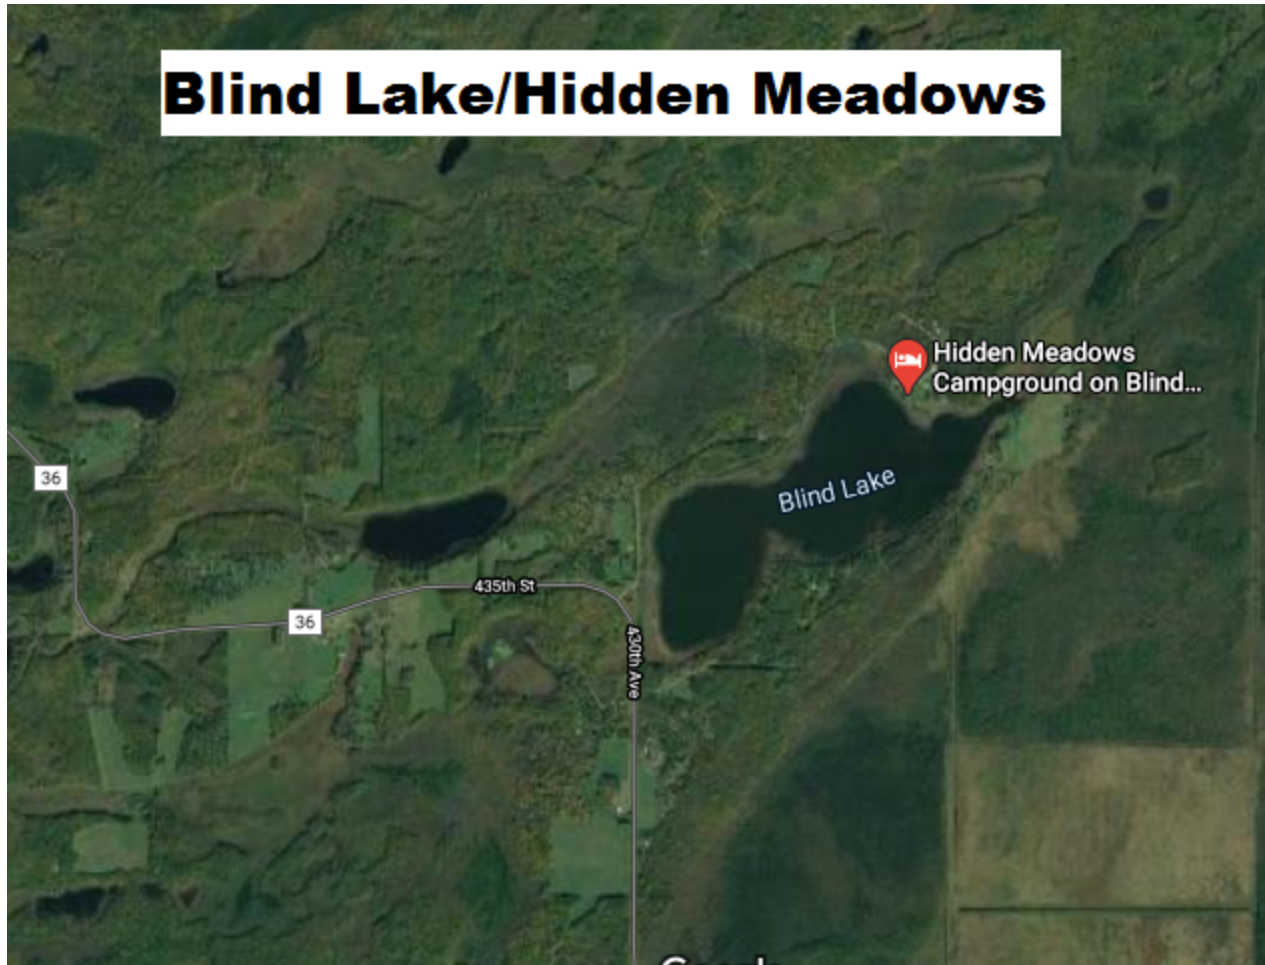 Blind Lake/Hidden Meadows
Hidden Meadows
Campground on Blind...
Blind Lake
36
435th St
36
430th Ave